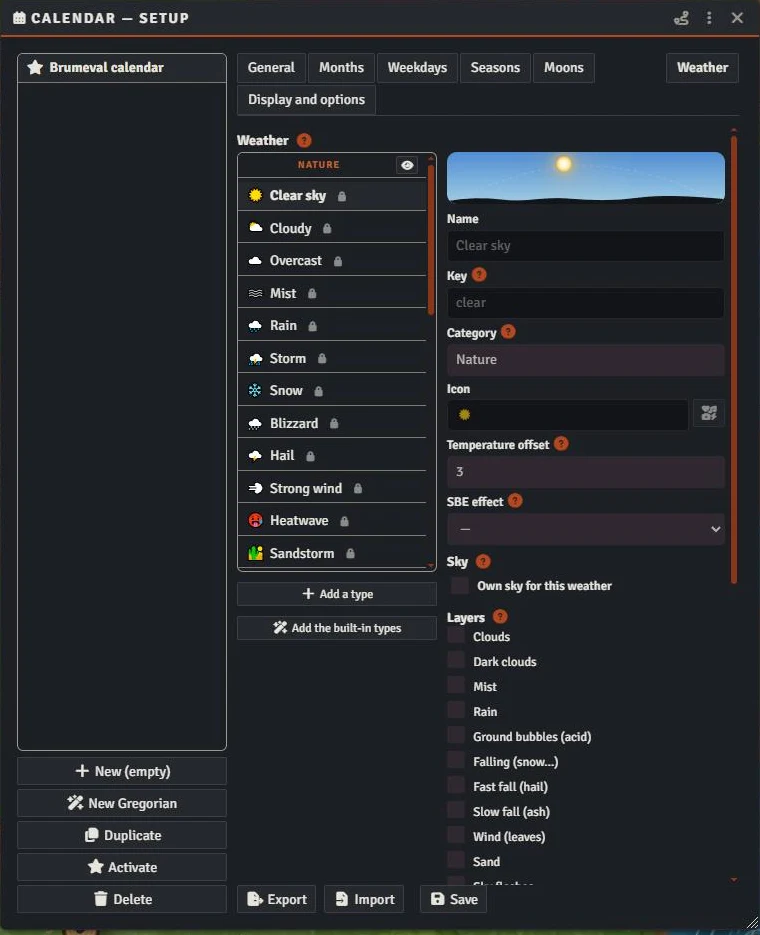 CALENDAR — SETUP
Brumeval calendar
General
Months
Weekdays
Seasons
Moons
Weather
Display and options
Weather ?
NATURE
Clear sky
Cloudy
Overcast
Mist
Rain
Storm
Snow
Blizzard
Hail
Strong wind
Heatwave
Sandstorm
+ Add a type
Add the built-in types
Name
Clear sky
Key ?
clear
Category ?
Nature
Icon
Temperature offset ?
3
SBE effect ?
—
Sky ?
Own sky for this weather
Layers ?
Clouds
Dark clouds
Mist
Rain
Ground bubbles (acid)
Falling (snow...)
Fast fall (hail)
Slow fall (ash)
Wind (leaves)
Sand
+ New (empty)
New Gregorian
Duplicate
Activate
Delete
Export
Import
Save